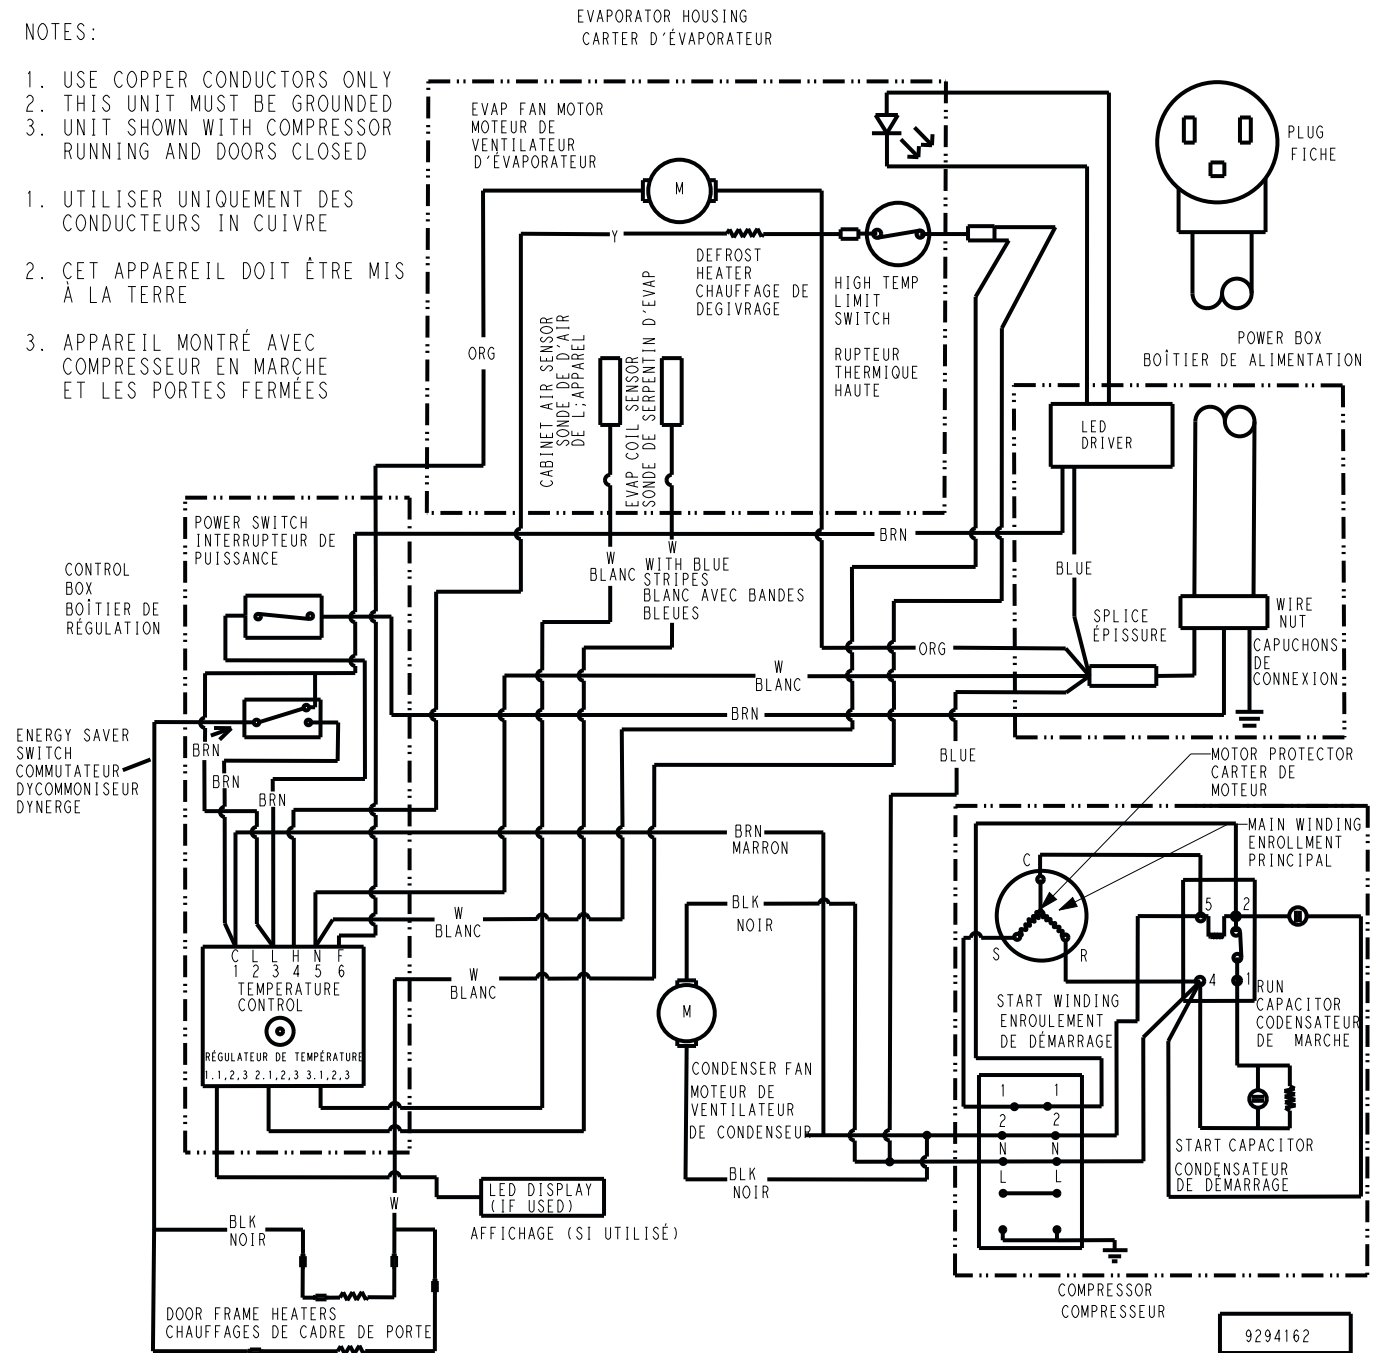 NOTES:
1. USE COPPER CONDUCTORS ONLY
2. THIS UNIT MUST BE GROUNDED
3. UNIT SHOWN WITH COMPRESSOR
RUNNING AND DOORS CLOSED
1. UTILISER UNIQUEMENT DES
CONDUCTEURS IN CUIVRE
2. CET APPAEREIL DOIT ÊTRE MIS
À LA TERRE
3. APPAREIL MONTRÉ AVEC
COMPRESSEUR EN MARCHE
ET LES PORTES FERMÉES
EVAPORATOR HOUSING
CARTER D'ÉVAPORATEUR
EVAP FAN MOTOR
MOTEUR DE
VENTILATEUR
D'ÉVAPORATEUR
M
Y
DEFROST
HEATER
CHAUFFAGE DE
DEGIVRAGE
HIGH TEMP
LIMIT
SWITCH
RUPTEUR
THERMIQUE
HAUTE
ORG
CABINET AIR SENSOR
SONDE DE D'AIR
DE L;APPAREL
EVAP COIL SENSOR
SONDE DE SERPENTIN D'EVAP
PLUG
FICHE
POWER BOX
BOÎTIER DE ALIMENTATION
LED
DRIVER
BRN
BLUE
SPLICE
ÉPISSURE
WIRE
NUT
CAPUCHONS
DE
CONNEXION
W
BLANC
W
WITH BLUE
STRIPES
BLANC AVEC BANDES
BLEUES
ORG
W
BLANC
BRN
BLUE
POWER SWITCH
INTERRUPTEUR DE
PUISSANCE
CONTROL
BOX
BOÎTIER DE
RÉGULATION
ENERGY SAVER
SWITCH
COMMUTATEUR
DYCOMMONISEUR
DYNERGE
BRN
BRN
BRN
BRN
MARRON
BLK
NOIR
W
BLANC
W
BLANC
C L L H N F
1 2 3 4 5 6
TEMPERATURE
CONTROL
RÉGULATEUR DE TEMPÉRATURE
1.1,2,3 2.1,2,3 3.1,2,3
M
CONDENSER FAN
MOTEUR DE
VENTILATEUR
DE CONDENSEUR
BLK
NOIR
LED DISPLAY
(IF USED)
AFFICHAGE (SI UTILISÉ)
W
BLK
NOIR
DOOR FRAME HEATERS
CHAUFFAGES DE CADRE DE PORTE
MOTOR PROTECTOR
CARTER DE
MOTEUR
MAIN WINDING
ENROLLMENT
PRINCIPAL
C
S
R
5 2
4 1
START WINDING
ENROULEMENT
DE DÉMARRAGE
RUN
CAPACITOR
CODENSATEUR
DE MARCHE
1 1
2 2
N N
L L
START CAPACITOR
CONDENSATEUR
DE DÉMARRAGE
COMPRESSOR
COMPRESSEUR
9294162